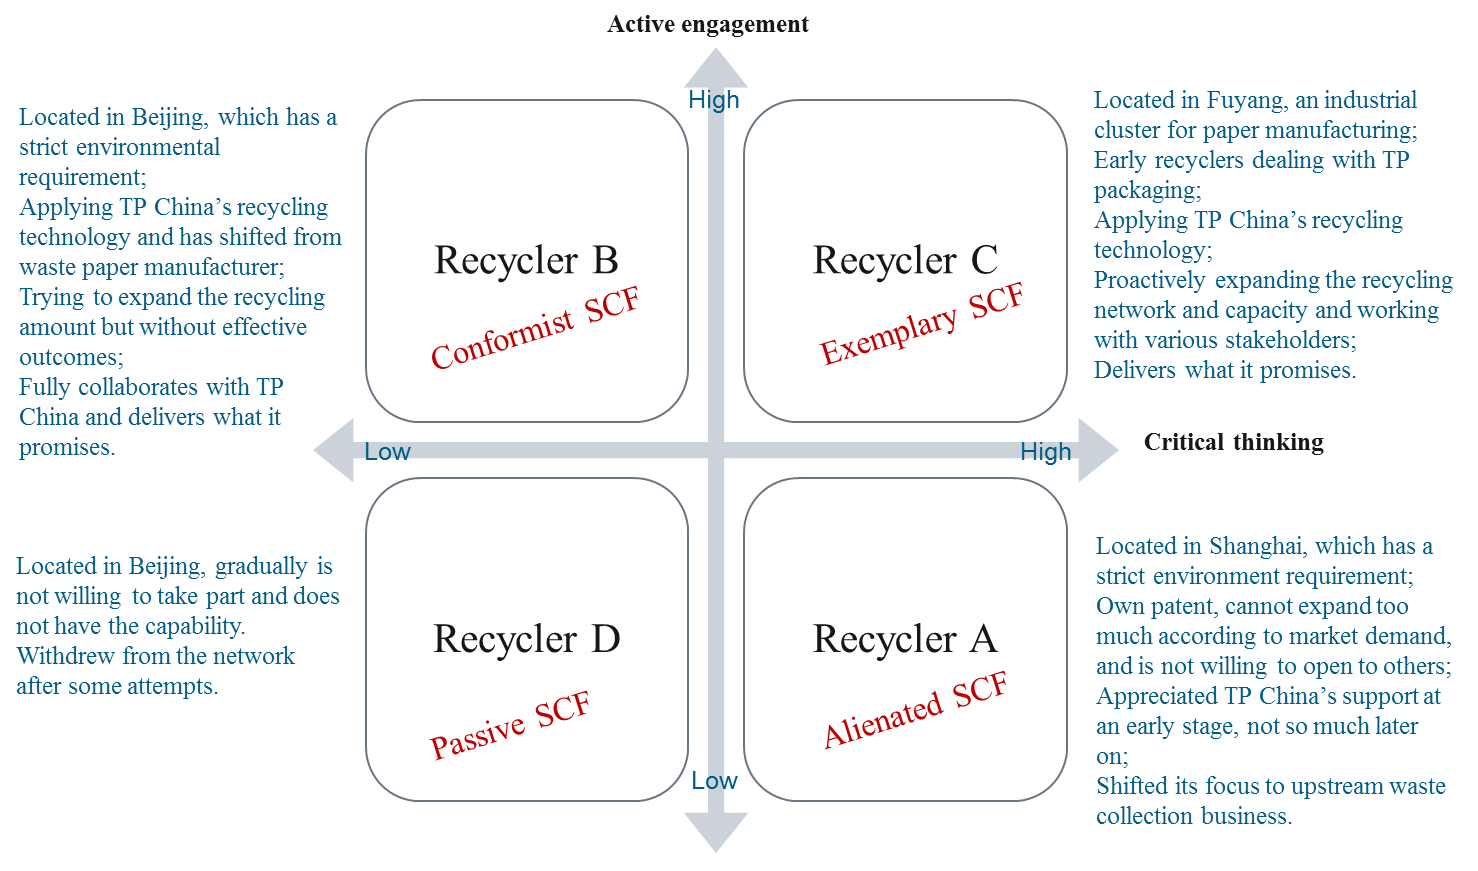 Active engagement
High
Located in Beijing, which has a
strict environmental
requirement;
Applying TP China’s recycling
technology and has shifted from
waste paper manufacturer;
Trying to expand the recycling
amount but without effective
outcomes;
Fully collaborates with TP
China and delivers what it
promises.
Recycler B
Conformist SCF
Recycler C
Exemplary SCF
Located in Fuyang, an industrial
cluster for paper manufacturing;
Early recyclers dealing with TP
packaging;
Applying TP China’s recycling
technology;
Proactively expanding the recycling
network and capacity and working
with various stakeholders;
Delivers what it promises.
Low
High
Critical thinking
Located in Beijing, gradually is
not willing to take part and does
not have the capability.
Withdrew from the network
after some attempts.
Recycler D
Passive SCF
Recycler A
Alienated SCF
Located in Shanghai, which has a
strict environment requirement;
Own patent, cannot expand too
much according to market demand,
and is not willing to open to others;
Appreciated TP China’s support at
an early stage, not so much later
on;
Shifted its focus to upstream waste
collection business.
Low